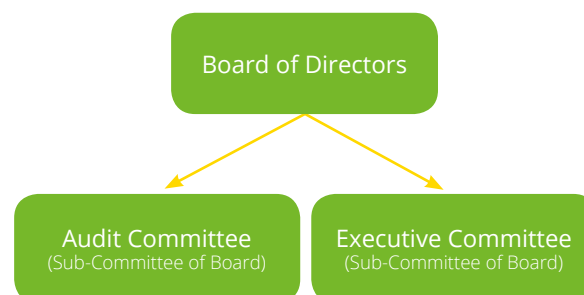 Board of Directors
Audit Committee
(Sub-Committee of Board)
Executive Committee
(Sub-Committee of Board)